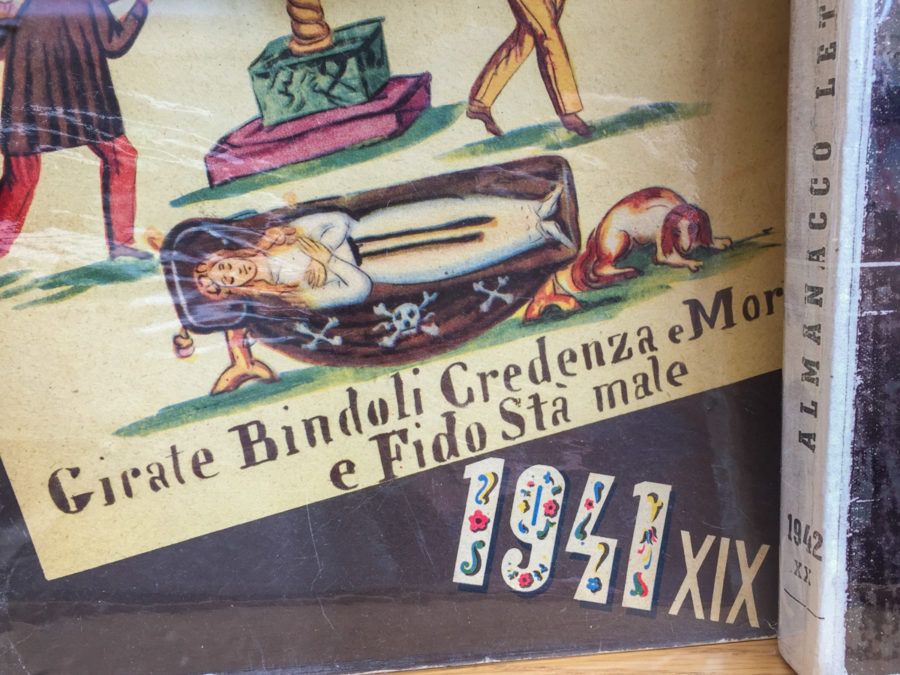 Girate Bindoli Credenza e Mor
e Fido Stà male
1941 XIX
ALMANACCO LET
1942
XX